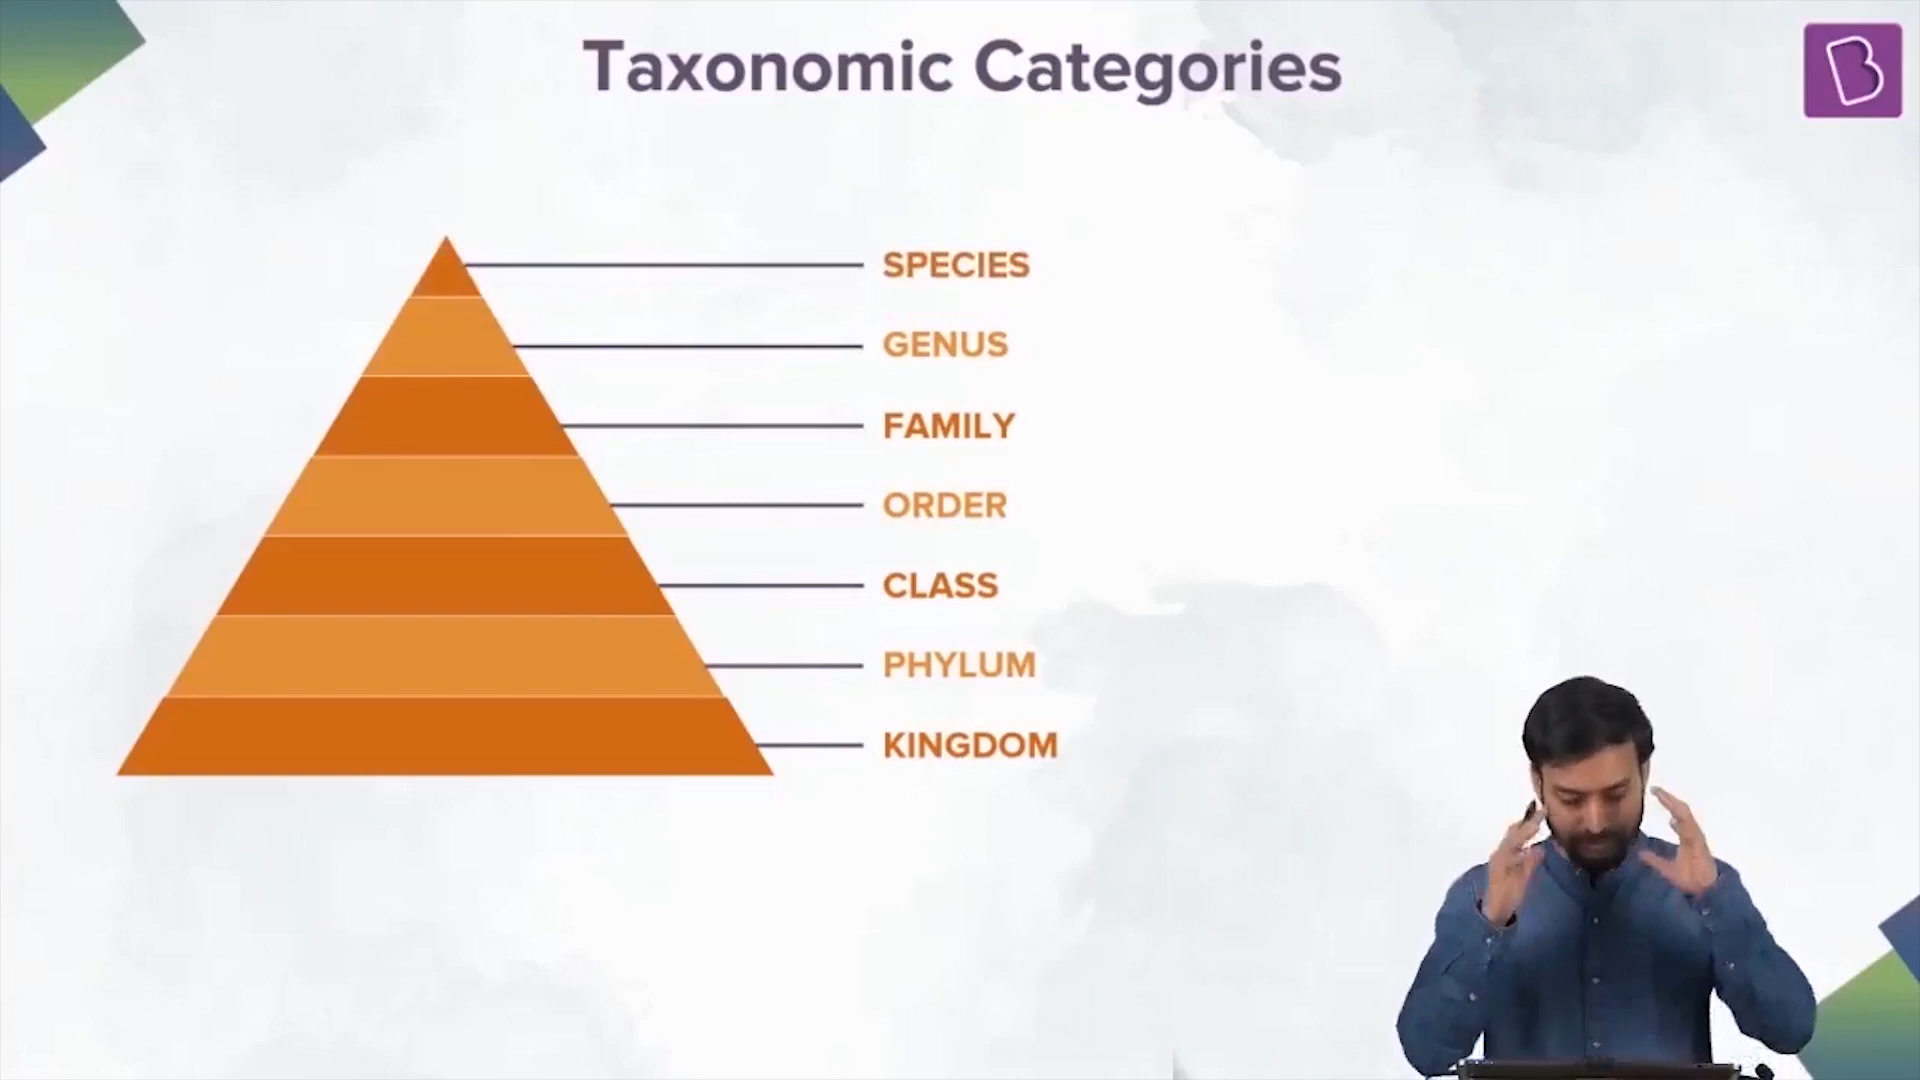 Taxonomic Categories
B
SPECIES
GENUS
FAMILY
ORDER
CLASS
PHYLUM
KINGDOM